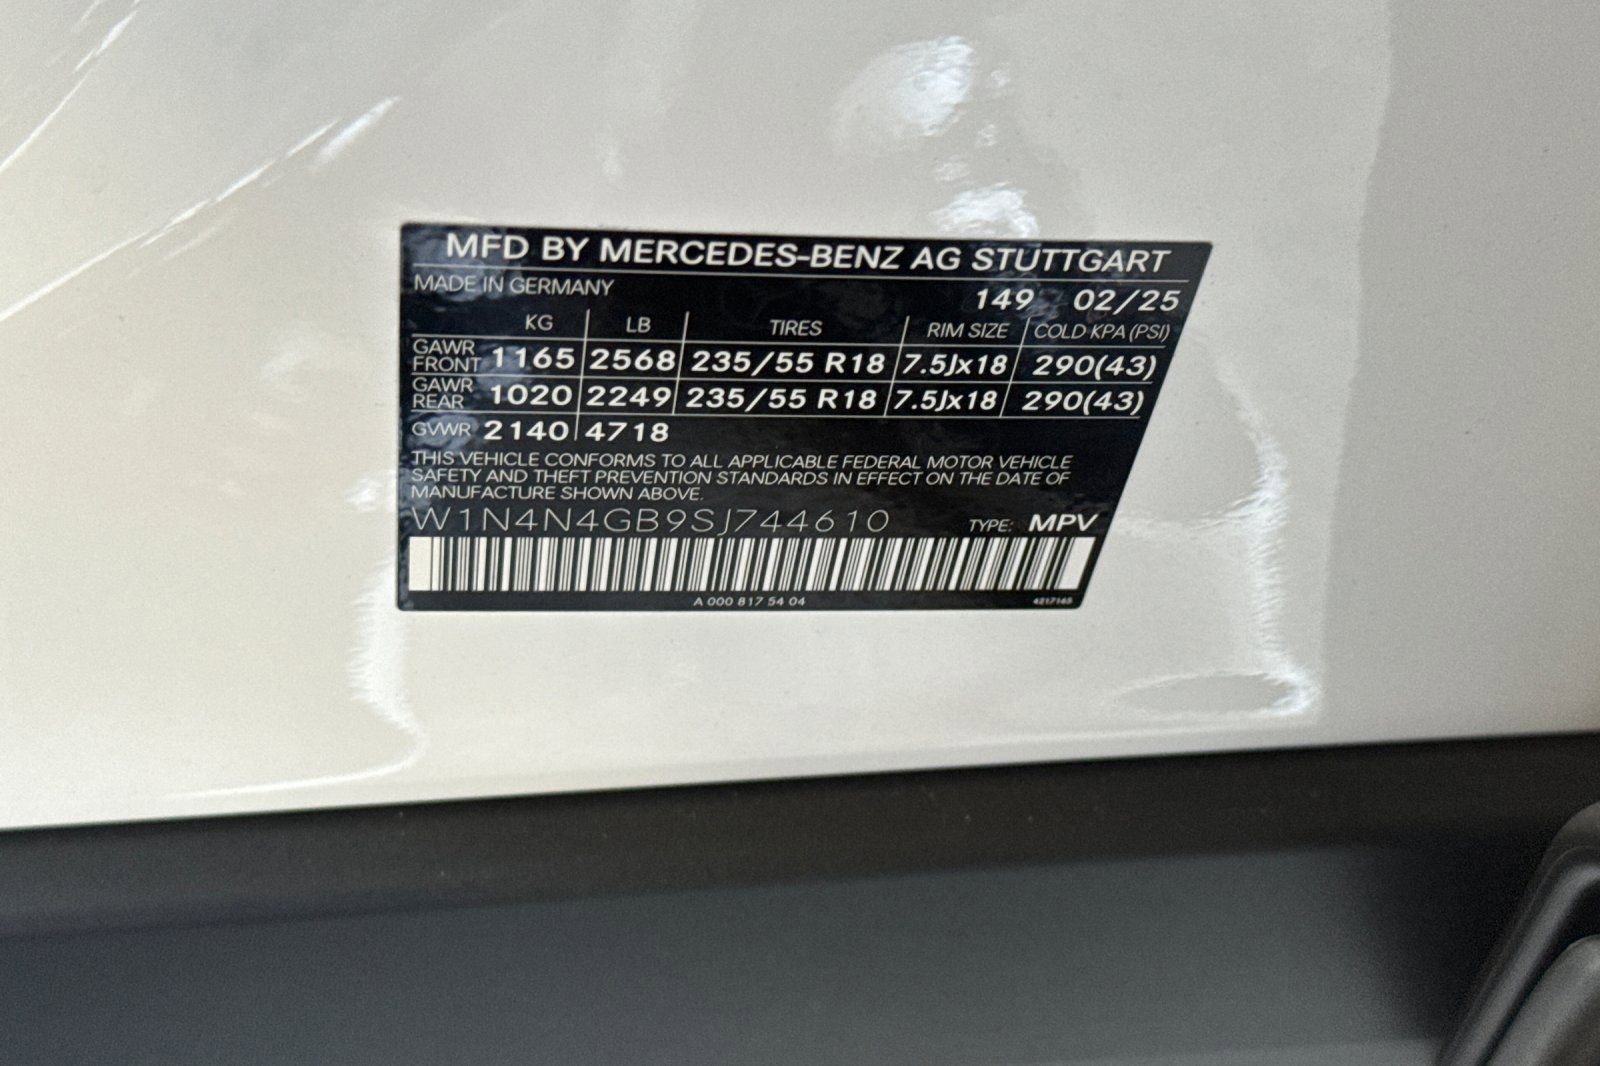 MFD BY MERCEDES-BENZ AG STUTTGART
MADE IN GERMANY
149 02/25
KG LB TIRES RIM SIZE COLD KPA (PSI)
GAWR FRONT 1165 2568 235/55 R18 7.5Jx18 290(43)
GAWR REAR 1020 2249 235/55 R18 7.5Jx18 290(43)
GVWR 2140 4718
THIS VEHICLE CONFORMS TO ALL APPLICABLE FEDERAL MOTOR VEHICLE
SAFETY AND THEFT PREVENTION STANDARDS IN EFFECT ON THE DATE OF
MANUFACTURE SHOWN ABOVE.
W1N4N4GB9SJ744610 TYPE: MPV
A 000 817 54 04 4217145